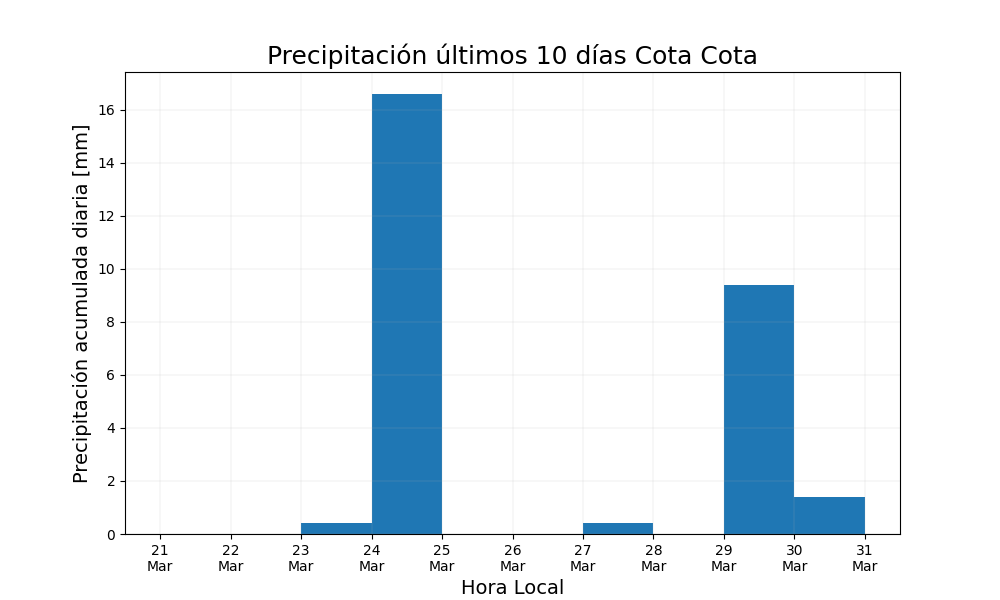 Precipitación últimos 10 días Cota Cota
Precipitación acumulada diaria [mm]
16
14
12
10
8
6
4
2
0
21 22 23 24 25 26 27 28 29 30 31
Mar Mar Mar Mar Mar Mar Mar Mar Mar Mar Mar
Hora Local